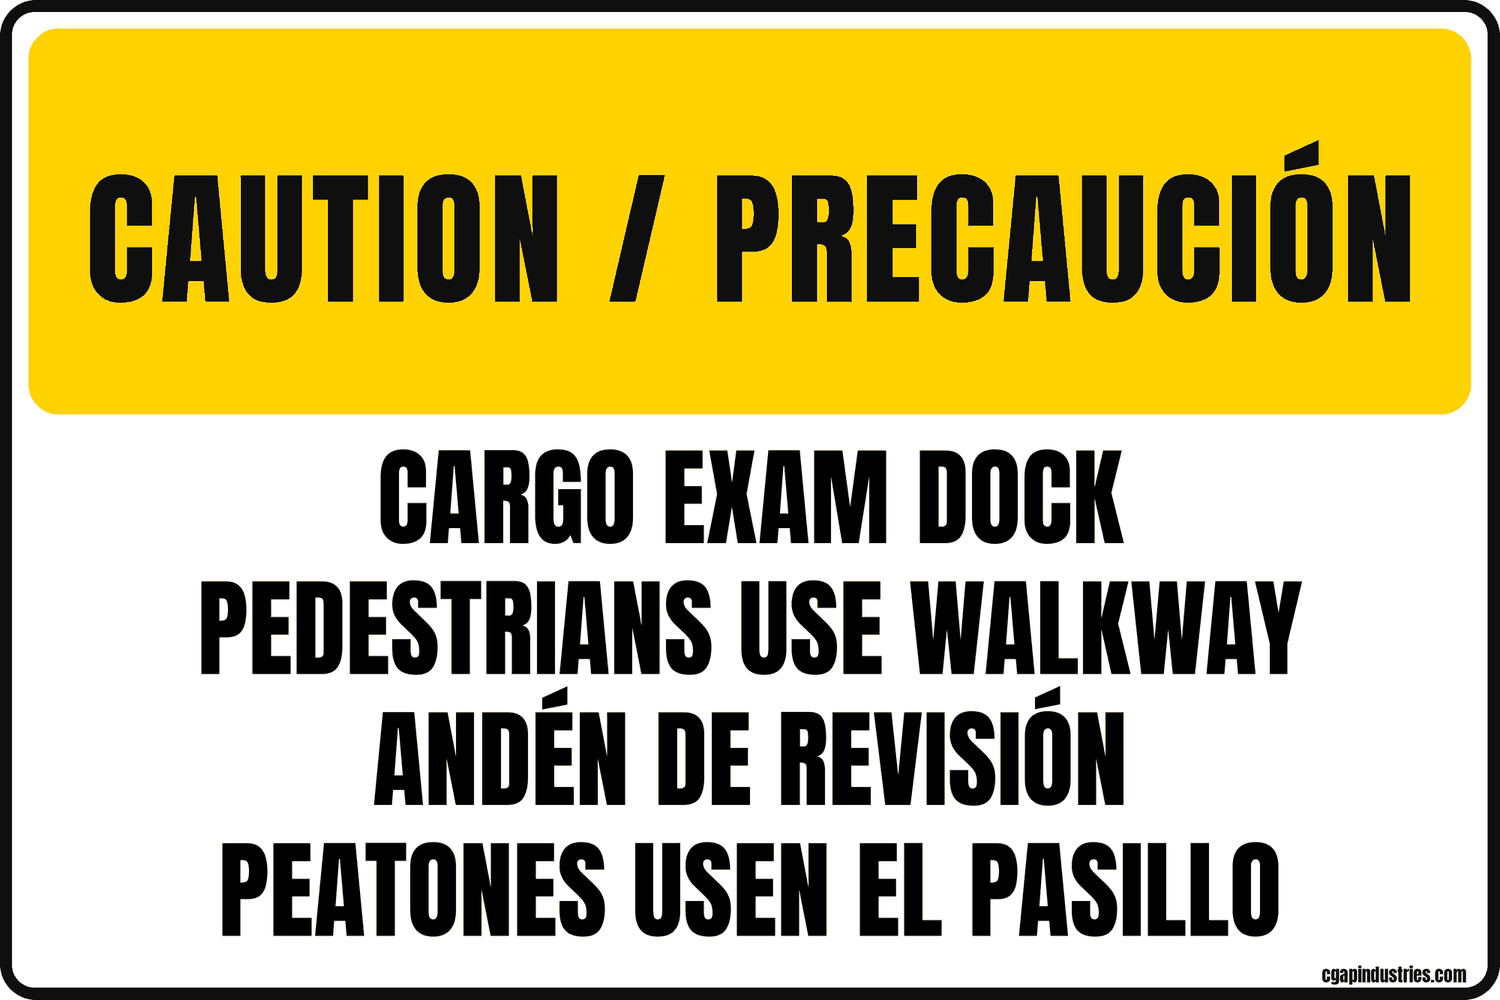 CAUTION / PRECAUCIÓN
CARGO EXAM DOCK
PEDESTRIANS USE WALKWAY
ANDÉN DE REVISIÓN
PEATONES USEN EL PASILLO
cgapindustries.com